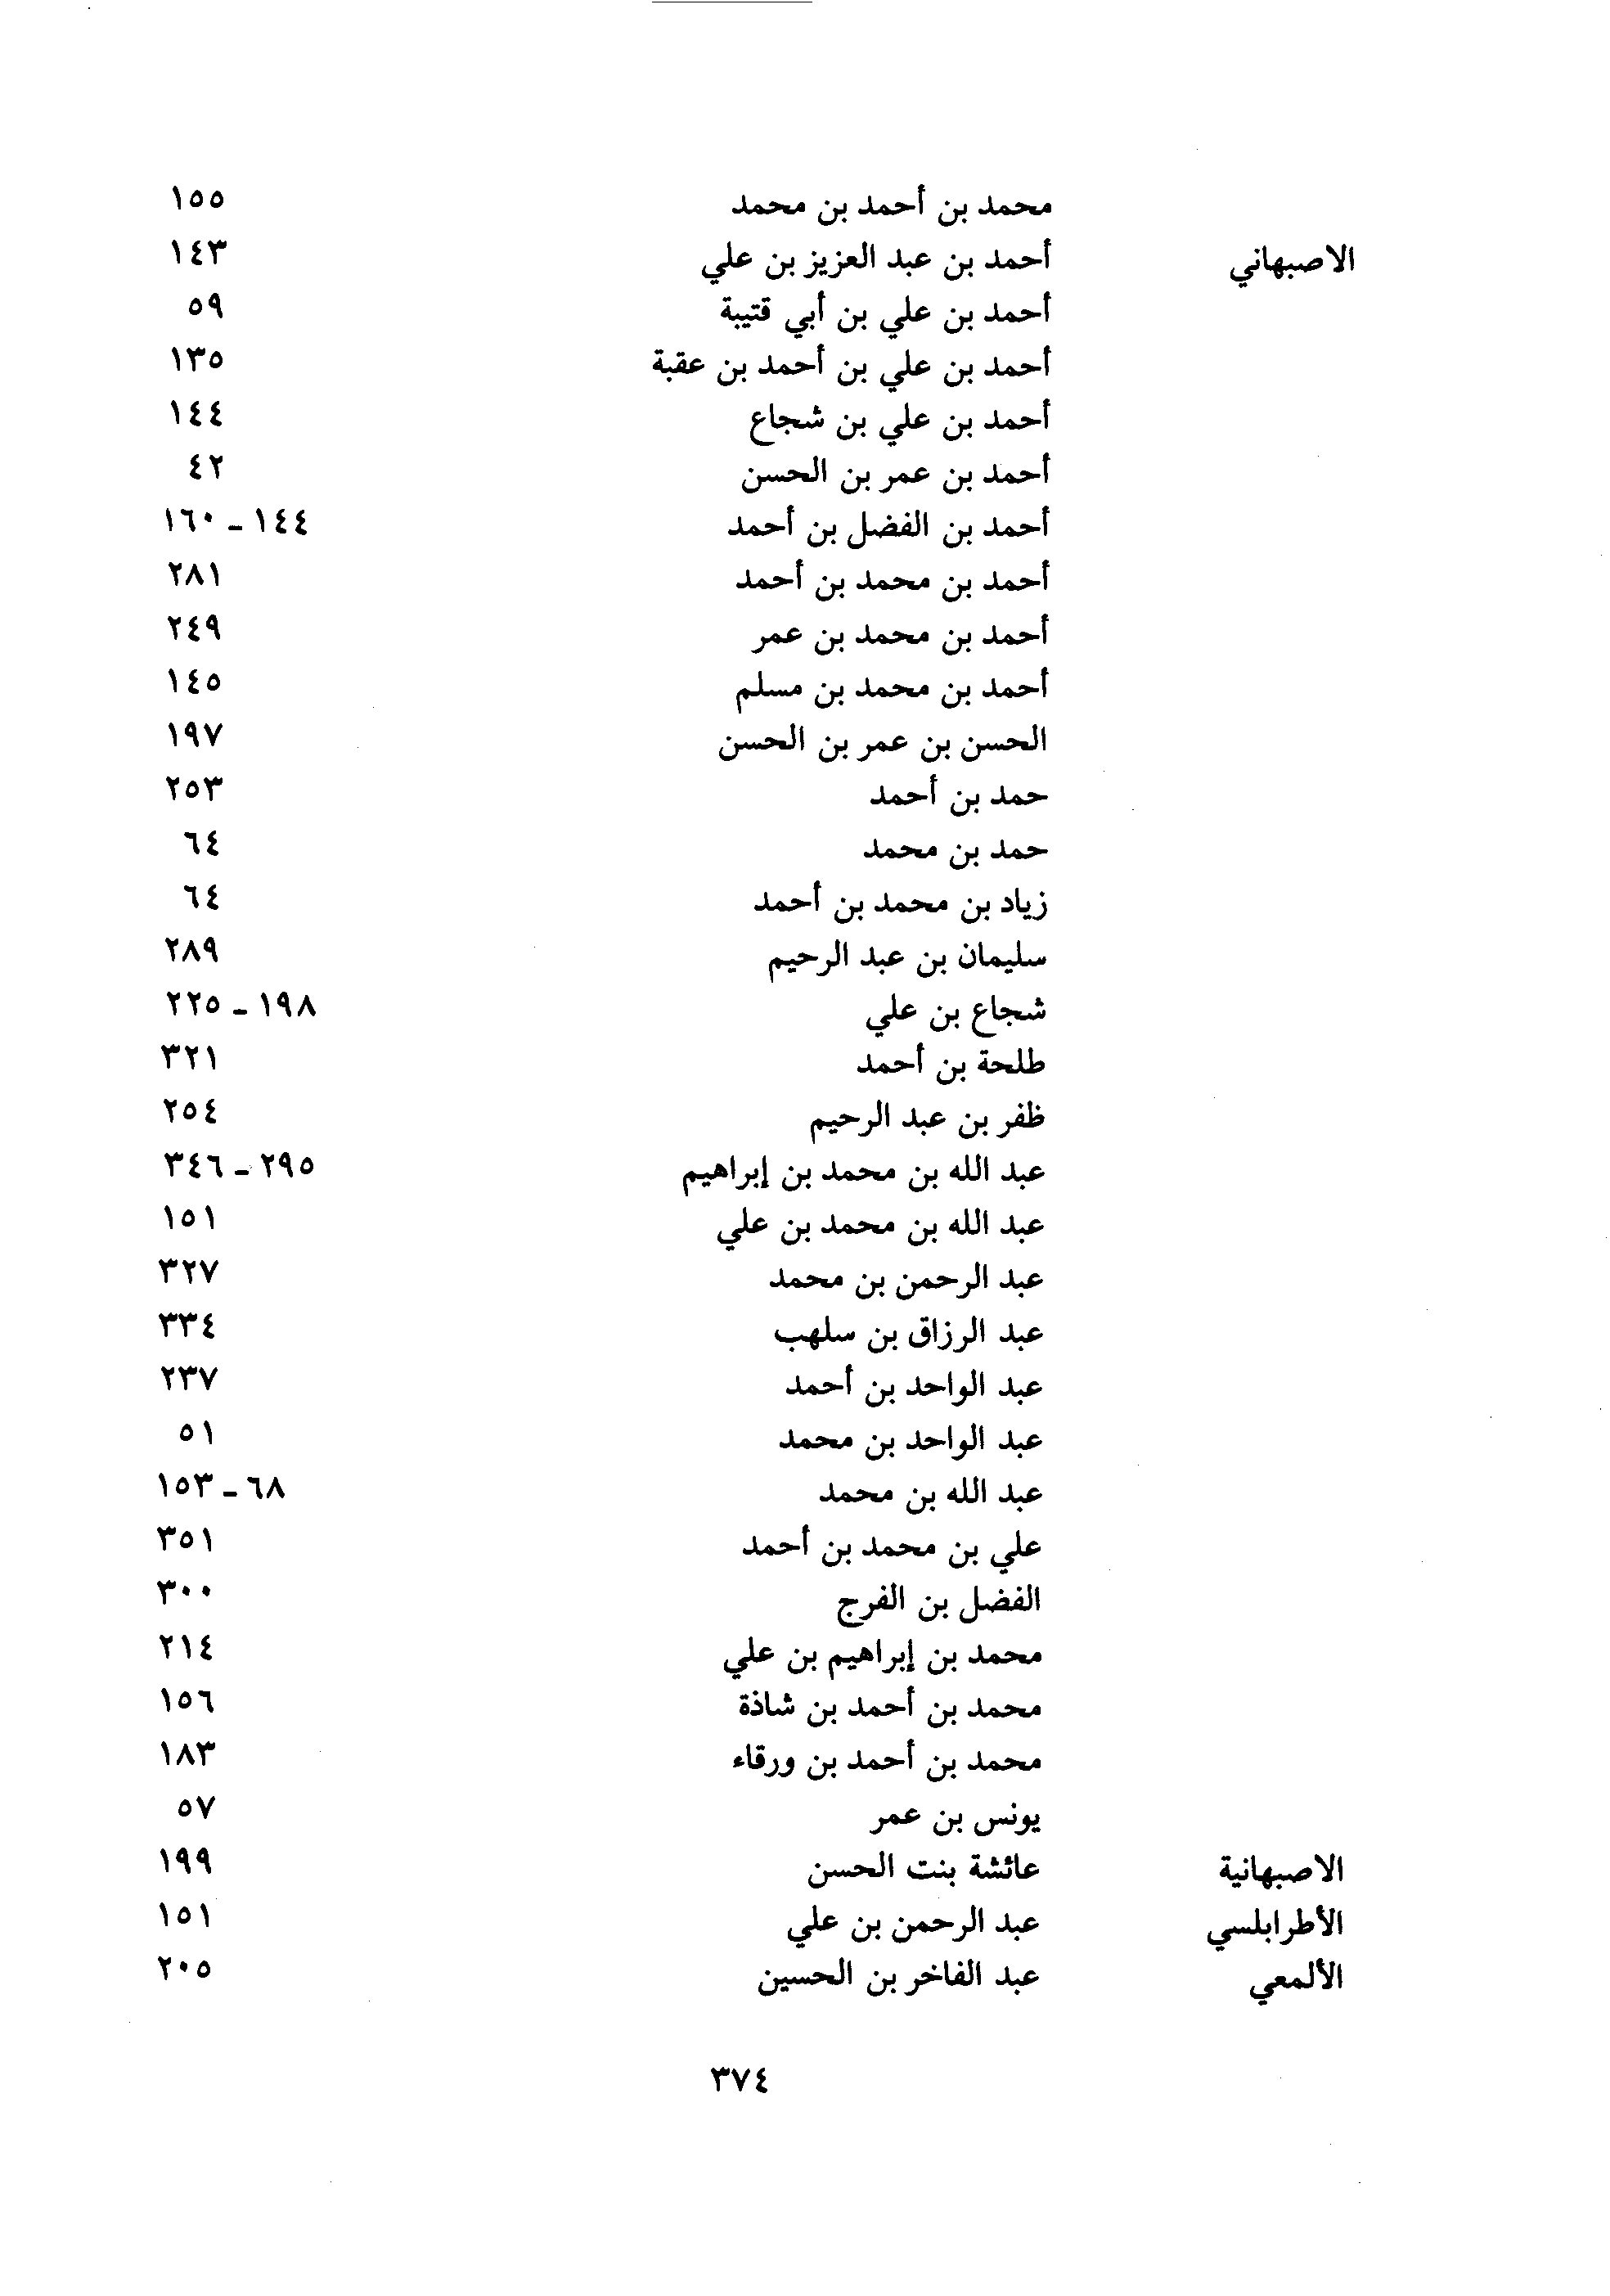 محمد بن أحمد بن محمد ١٥٥
الاصبهاني أحمد بن عبد العزيز بن علي ١٤٣
أحمد بن علي بن أبي قتيبة ٥٩
أحمد بن علي بن أحمد بن عقبة ١٣٥
أحمد بن علي بن شجاع ١٤٤
أحمد بن عمر بن الحسن ٤٢
أحمد بن الفضل بن أحمد ١٤٤ - ١٦٠
أحمد بن محمد بن أحمد ٢٨١
أحمد بن محمد بن عمر ٢٤٩
أحمد بن محمد بن مسلم ١٤٥
الحسن بن عمر بن الحسن ١٩٧
حمد بن أحمد ٢٥٣
حمد بن محمد ٦٤
زياد بن محمد بن أحمد ٦٤
سليمان بن عبد الرحيم ٢٨٩
شجاع بن علي ١٩٨ - ٢٢٥
طلحة بن أحمد ٣٢١
ظفر بن عبد الرحيم ٢٥٤
عبد الله بن محمد بن إبراهيم ٢٩٥ - ٣٤٦
عبد الله بن محمد بن علي ١٥١
عبد الرحمن بن محمد ٣٢٧
عبد الرزاق بن سلهب ٣٣٤
عبد الواحد بن أحمد ٢٣٧
عبد الواحد بن محمد ٥١
عبد الله بن محمد ٦٨ - ١٥٣
علي بن محمد بن أحمد ٣٥١
الفضل بن الفرج ٣٠٠
محمد بن إبراهيم بن علي ٢١٤
محمد بن أحمد بن شاذة ١٥٦
محمد بن أحمد بن ورقاء ١٨٣
يونس بن عمر ٥٧
الاصبهانية عائشة بنت الحسن ١٩٩
الأطرابلسي عبد الرحمن بن علي ١٥١
الألمعي عبد الفاخر بن الحسين ٢٠٥
٣٧٤